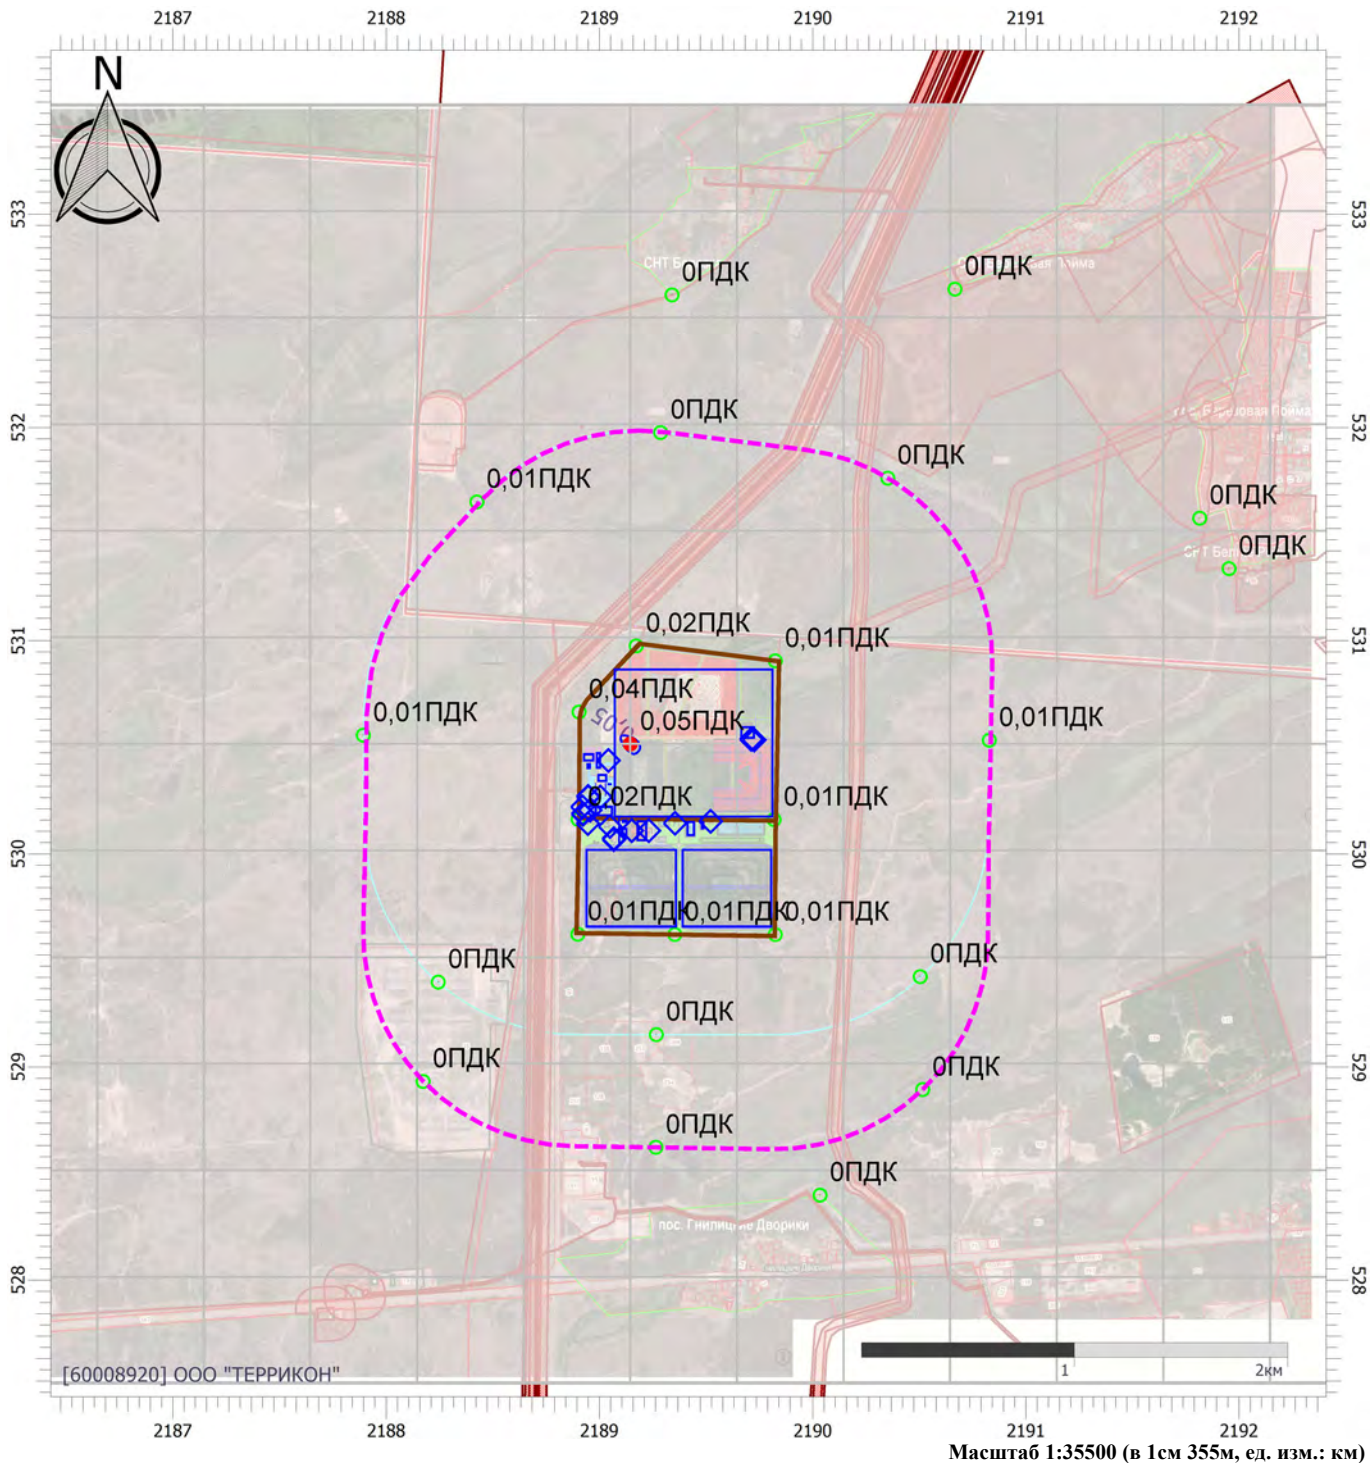 2187 2188 2189 2190 2191 2192
N
533 533
СНТ
0ПДК
0ПДК
532 532
0ПДК
0ПДК
0,01ПДК
0ПДК
0ПДК
531 531
0,02ПДК
0,01ПДК
0,04ПДК
0,05
0,05ПДК
0,01ПДК
0,01ПДК
0,02ПДК
0,01ПДК
530 530
0,01ПДК
0,01ПДК
0,01ПДК
0ПДК
0ПДК
0ПДК
529 529
0ПДК
0ПДК
0ПДК
0ПДК
пос. Гнилицкие Дворики
528 528
1 2км
[60008920] ООО "ТЕРРИКОН"
2187 2188 2189 2190 2191 2192
Масштаб 1:35500 (в 1см 355м, ед. изм.: км)